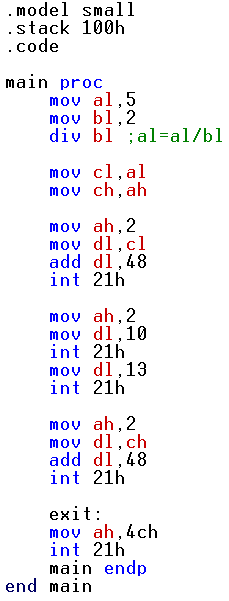 .model small
.stack 100h
.code
main proc
mov al,5
mov bl,2
div bl ;al=al/bl
mov cl,al
mov ch,ah
mov ah,2
mov dl,cl
add dl,48
int 21h
mov ah,2
mov dl,10
int 21h
mov dl,13
int 21h
mov ah,2
mov dl,ch
add dl,48
int 21h
exit:
mov ah,4ch
int 21h
main endp
end main